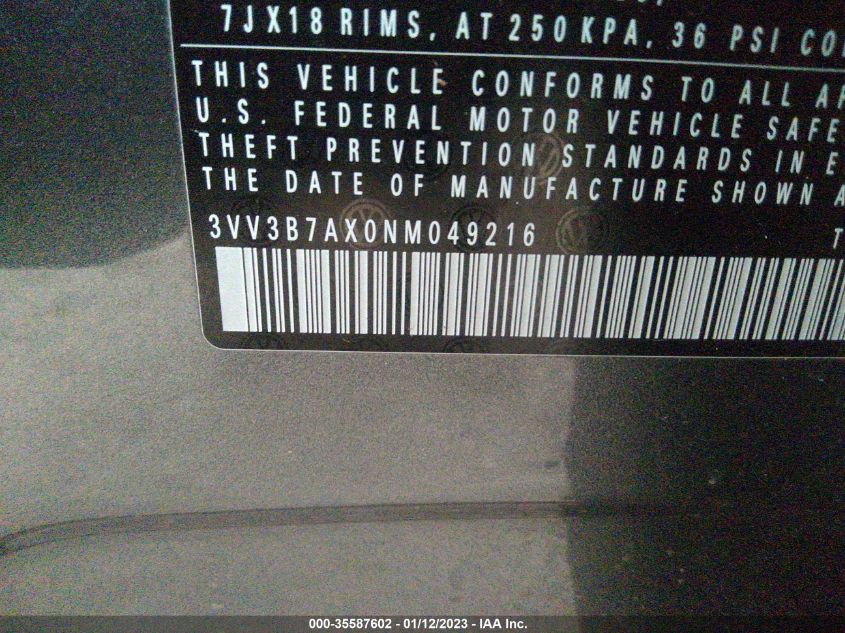 7JX18 RIMS, AT 250 KPA, 36 PSI
THIS VEHICLE CONFORMS TO ALL
U.S. FEDERAL MOTOR VEHICLE
THEFT PREVENTION STANDARDS IN
THE DATE OF MANUFACTURE SHOWN
3VV3B7AX0NM049216
000-35587602 - 01/12/2023 - IAA Inc.